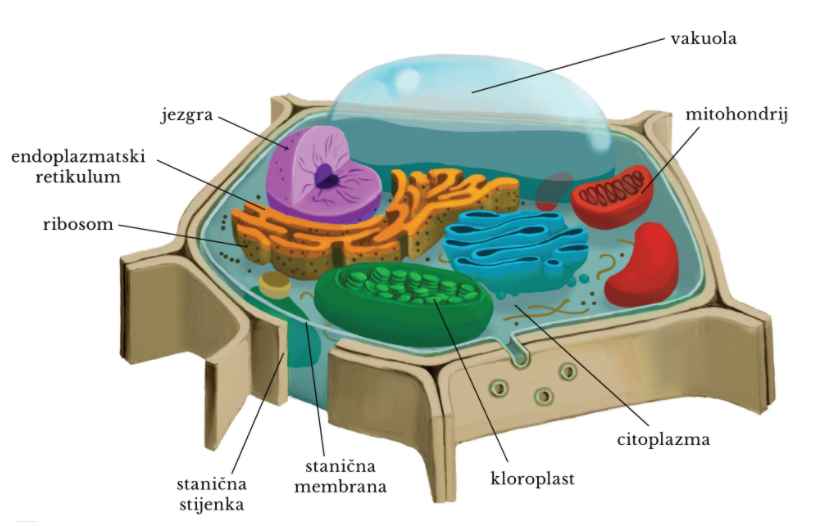 vakuola
jezgra
mitohondrij
endoplazmatski
retikulum
ribosom
citoplazma
stanična
membrana
kloroplast
stanična
stijenka